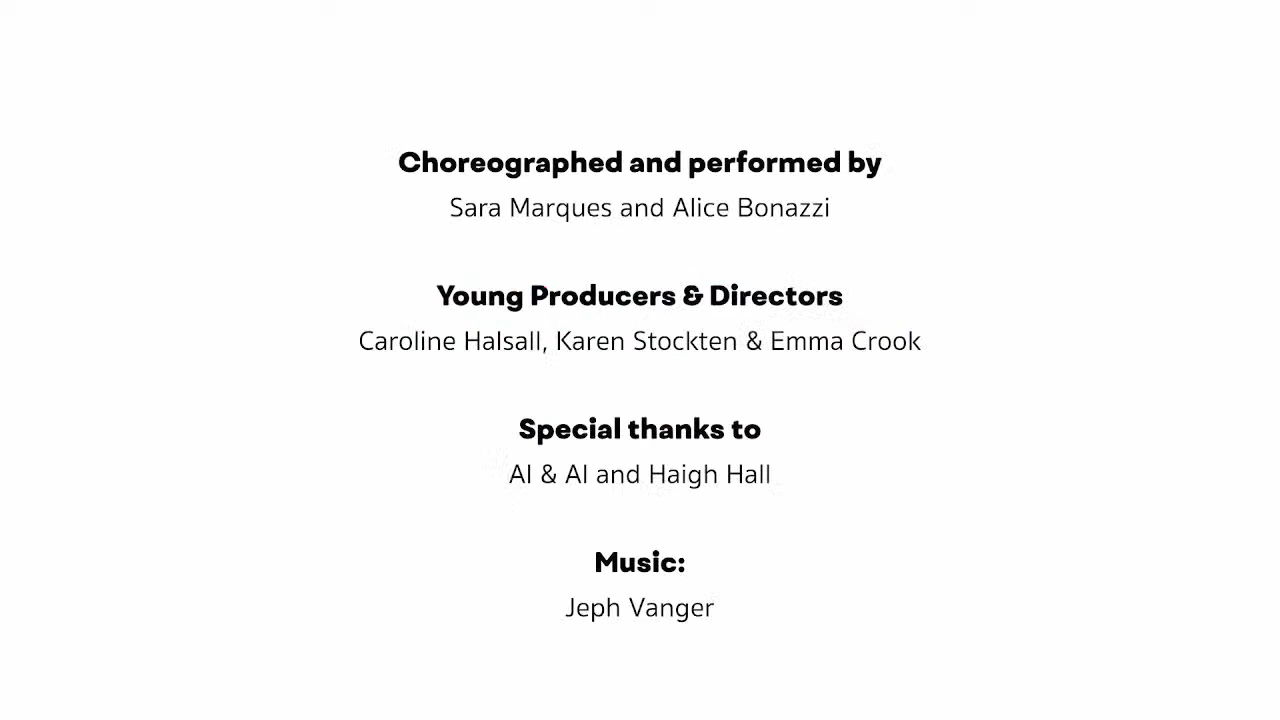 Choreographed and performed by
Sara Marques and Alice Bonazzi
Young Producers & Directors
Caroline Halsall, Karen Stockten & Emma Crook
Special thanks to
Al & Al and Haigh Hall
Music:
Jeph Vanger